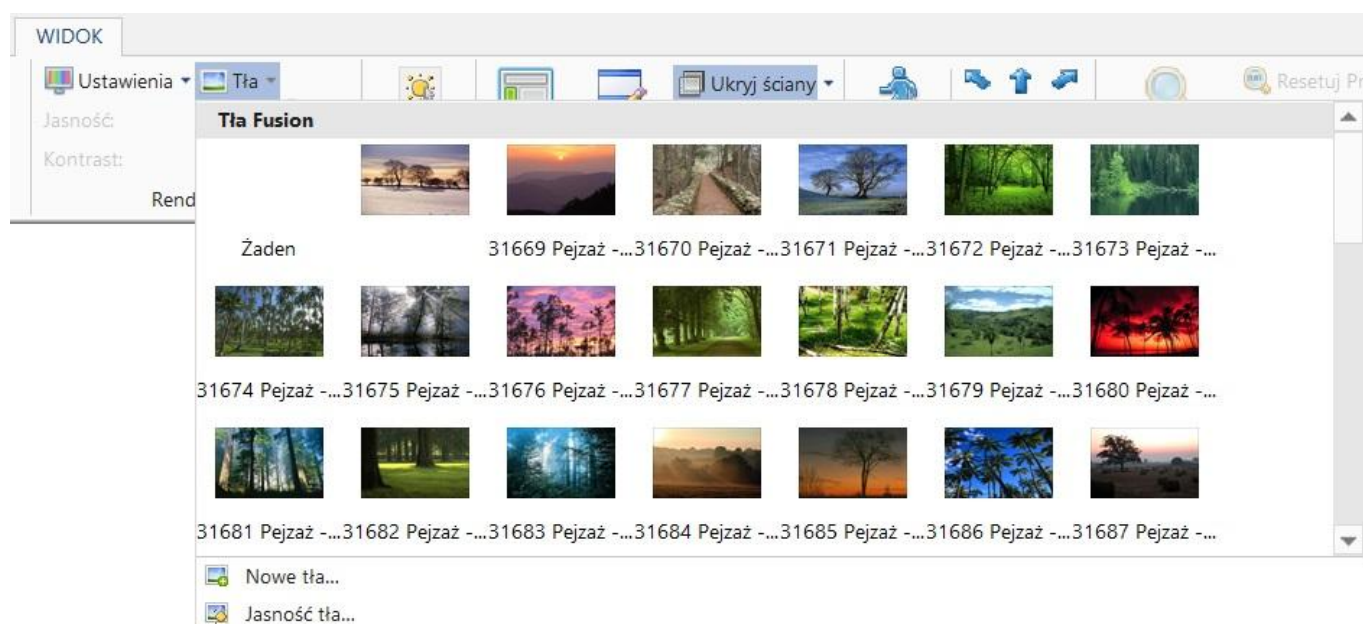 WIDOK
Ustawienia Tła Ukryj ściany Resetuj Pr
Jasność:
Kontrast:
Rend
Tła Fusion
Żaden 31669 Pejzaż -... 31670 Pejzaż -... 31671 Pejzaż -... 31672 Pejzaż -... 31673 Pejzaż -...
31674 Pejzaż -... 31675 Pejzaż -... 31676 Pejzaż -... 31677 Pejzaż -... 31678 Pejzaż -... 31679 Pejzaż -... 31680 Pejzaż -...
31681 Pejzaż -... 31682 Pejzaż -... 31683 Pejzaż -... 31684 Pejzaż -... 31685 Pejzaż -... 31686 Pejzaż -... 31687 Pejzaż -...
Nowe tła...
Jasność tła...